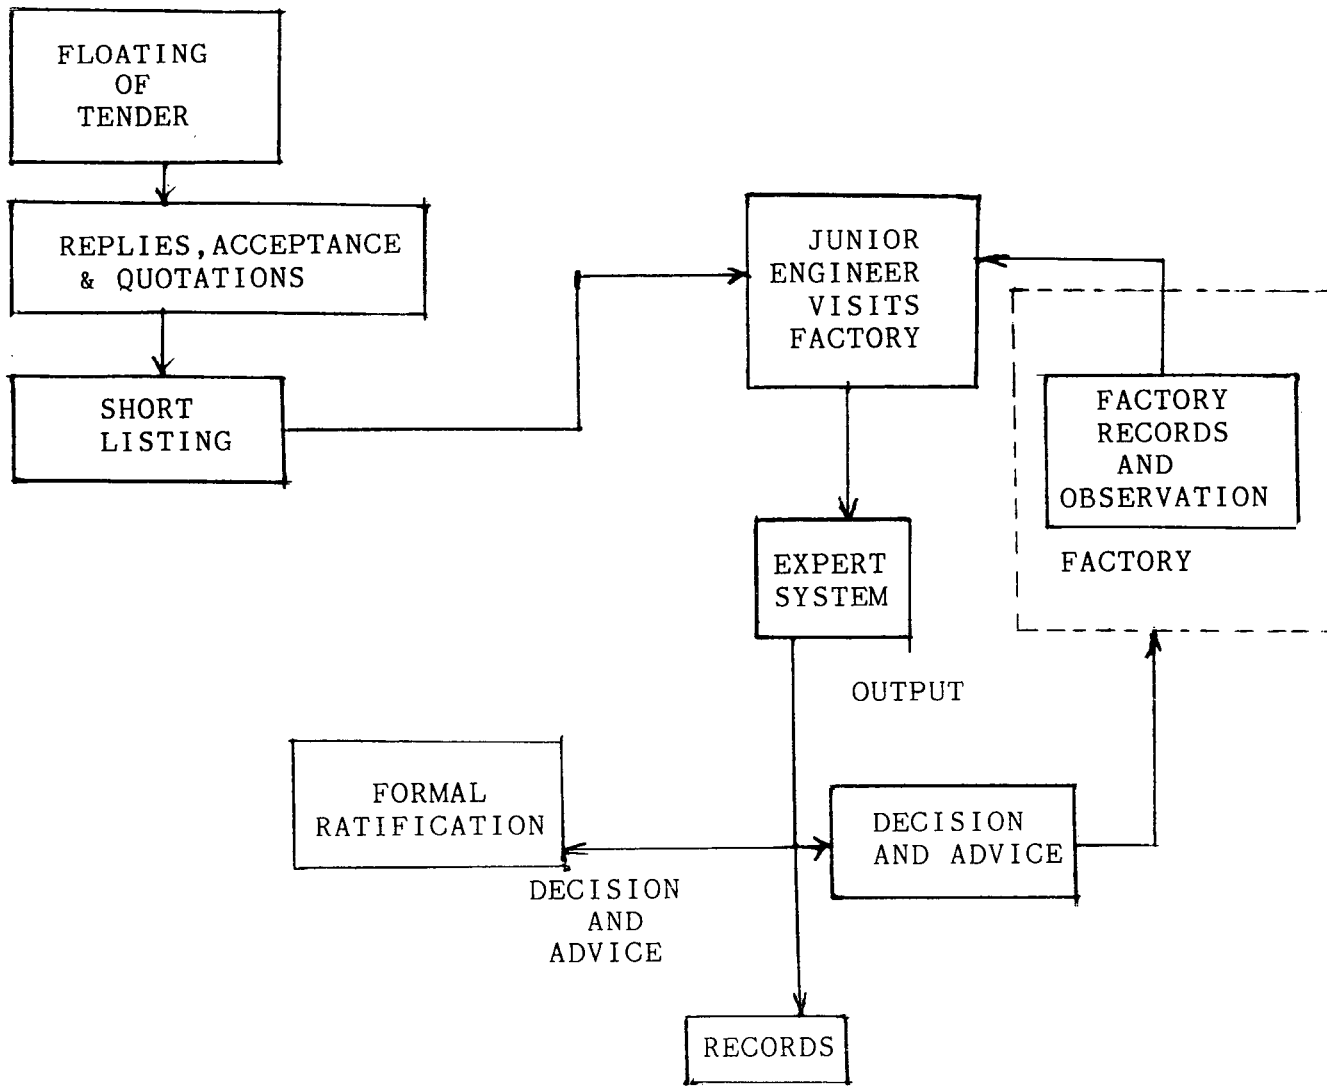 FLOATING
OF
TENDER
REPLIES, ACCEPTANCE
& QUOTATIONS
SHORT
LISTING
JUNIOR
ENGINEER
VISITS
FACTORY
FACTORY
RECORDS
AND
OBSERVATION
FACTORY
EXPERT
SYSTEM
OUTPUT
FORMAL
RATIFICATION
DECISION
AND ADVICE
DECISION
AND
ADVICE
RECORDS